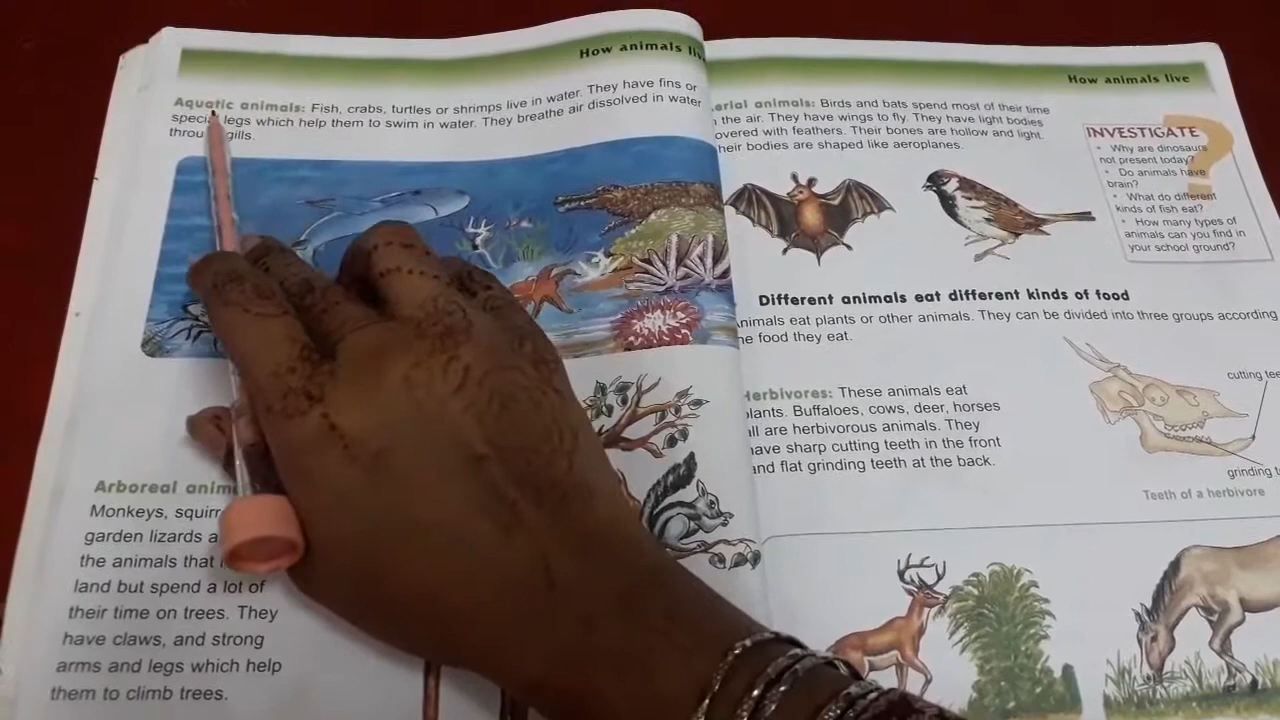 How animals
Aquatic animals: Fish, crabs, turtles or shrimps live in water. They have fins or
special legs which help them to swim in water. They breathe air dissolved in water
through gills.
Arboreal
Monkeys,
garden lizards
the animals that
land but spend a lot of
their time on trees. They
have claws, and strong
arms and legs which help
them to climb trees.
How animals live
animals: Birds and bats spend most of their time
the air. They have wings to fly. They have light bodies
with feathers. Their bones are hollow and light.
bodies are shaped like aeroplanes.
INVESTIGATE ?
• Why are dinosaurs
not present today?
• Do animals have
brain?
• What do different
kinds of fish eat?
• How many types of
animals can you find in
your school ground?
Different animals eat different kinds of food
eat plants or other animals. They can be divided into three groups according
food they eat.
Herbivores: These animals eat
plants. Buffaloes, cows, deer, horses
all are herbivorous animals. They
have sharp cutting teeth in the front
and flat grinding teeth at the back.
cutting
grinding
Teeth of a herbivore